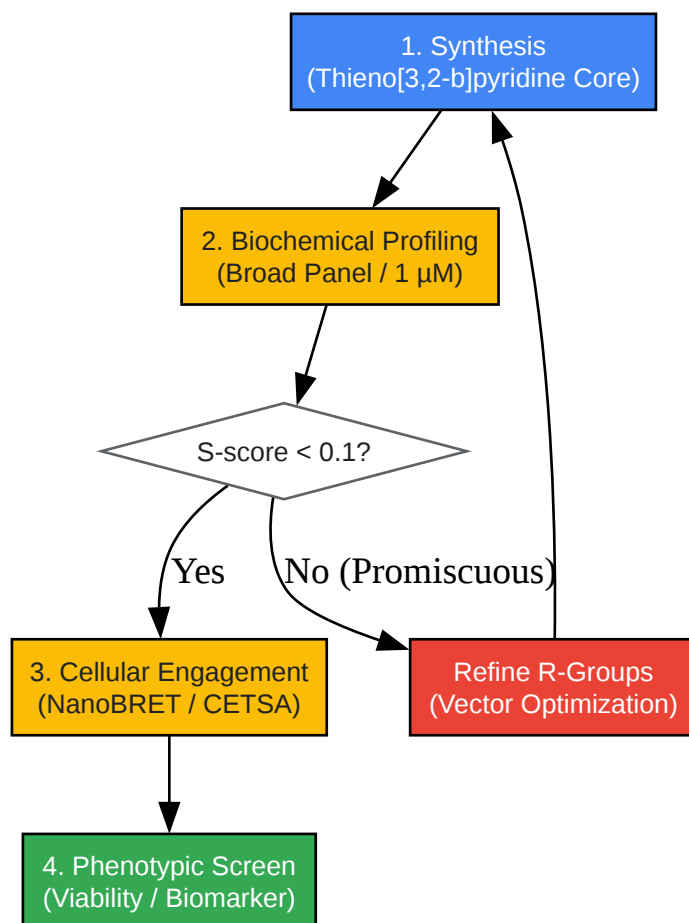 1. Synthesis
(Thieno[3,2-b]pyridine Core)
2. Biochemical Profiling
(Broad Panel / 1 µM)
S-score < 0.1?
Yes
No (Promiscuous)
3. Cellular Engagement
(NanoBRET / CETSA)
Refine R-Groups
(Vector Optimization)
4. Phenotypic Screen
(Viability / Biomarker)